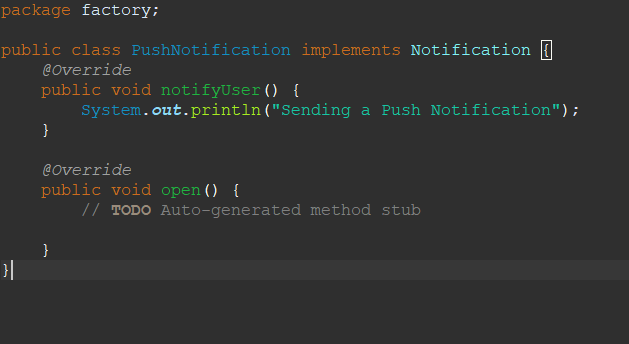 package factory;
public class PushNotification implements Notification {
@Override
public void notifyUser() {
System.out.println("Sending a Push Notification");
}
@Override
public void open() {
// TODO Auto-generated method stub
}
}